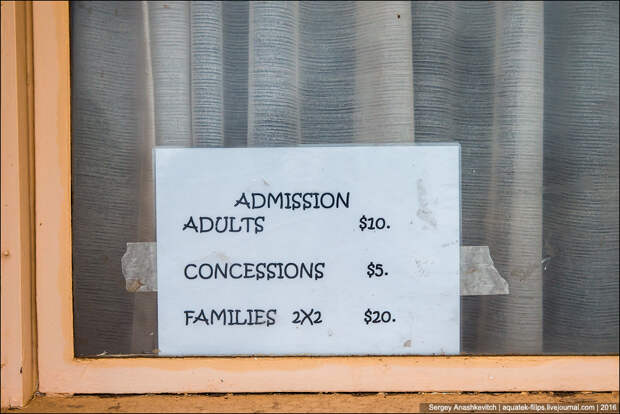 ADMISSION
ADULTS $10.
CONCESSIONS $5.
FAMILIES 2X2 $20.
Sergey Anashkevitch | aquatek-filips.livejournal.com | 2016